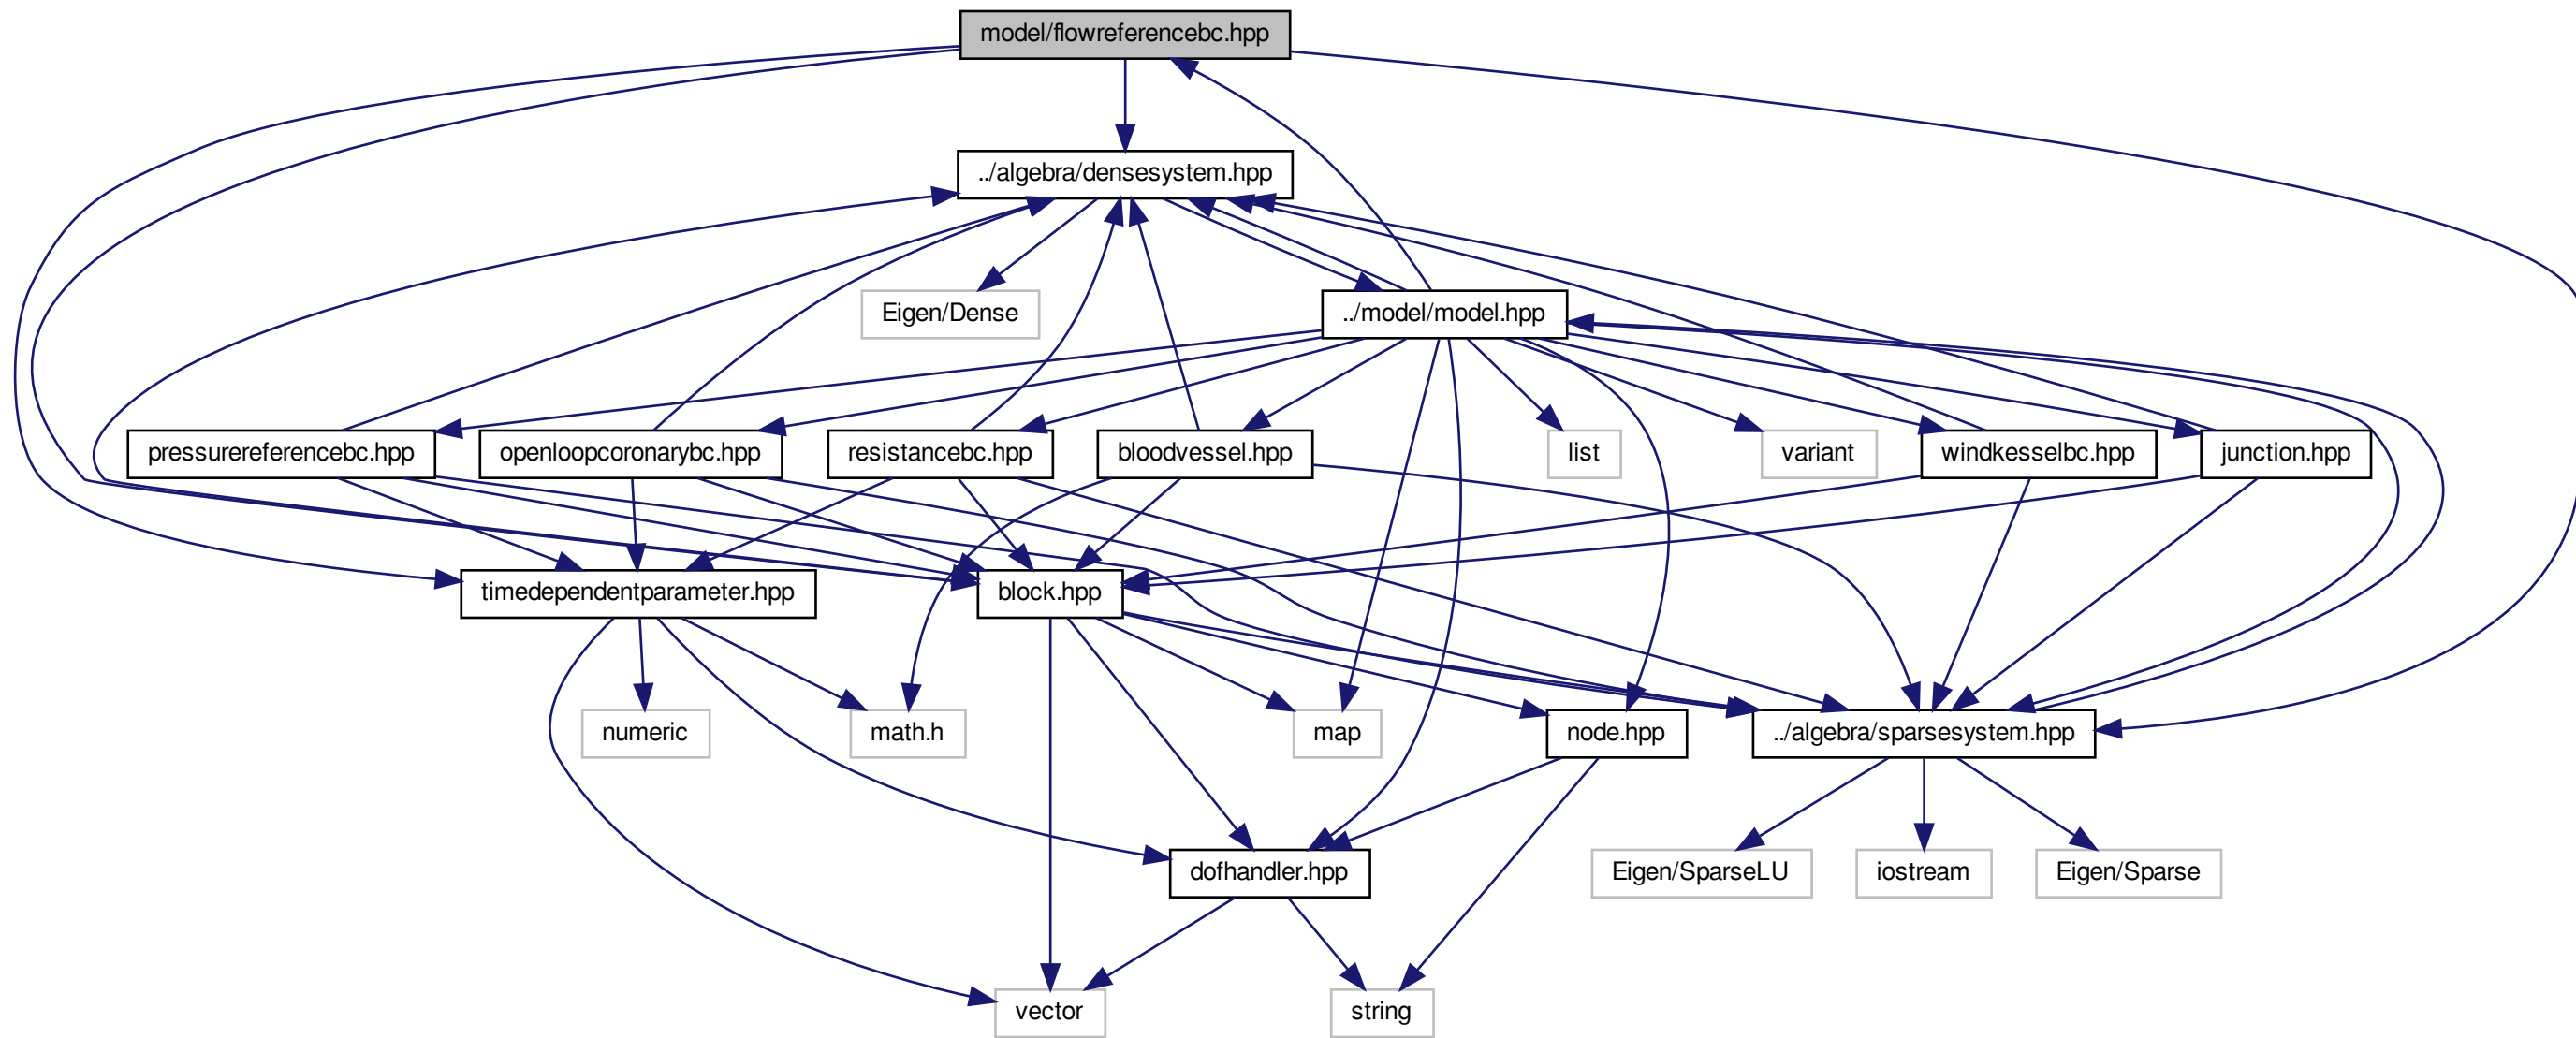 model/flowreferencebc.hpp
../algebra/densesystem.hpp
Eigen/Dense
../model/model.hpp
pressurereferencebc.hpp
openloopcoronarybc.hpp
resistancebc.hpp
bloodvessel.hpp
list
variant
windkesselbc.hpp
junction.hpp
timedependentparameter.hpp
block.hpp
numeric
math.h
map
node.hpp
../algebra/sparsesystem.hpp
dofhandler.hpp
Eigen/SparseLU
iostream
Eigen/Sparse
vector
string